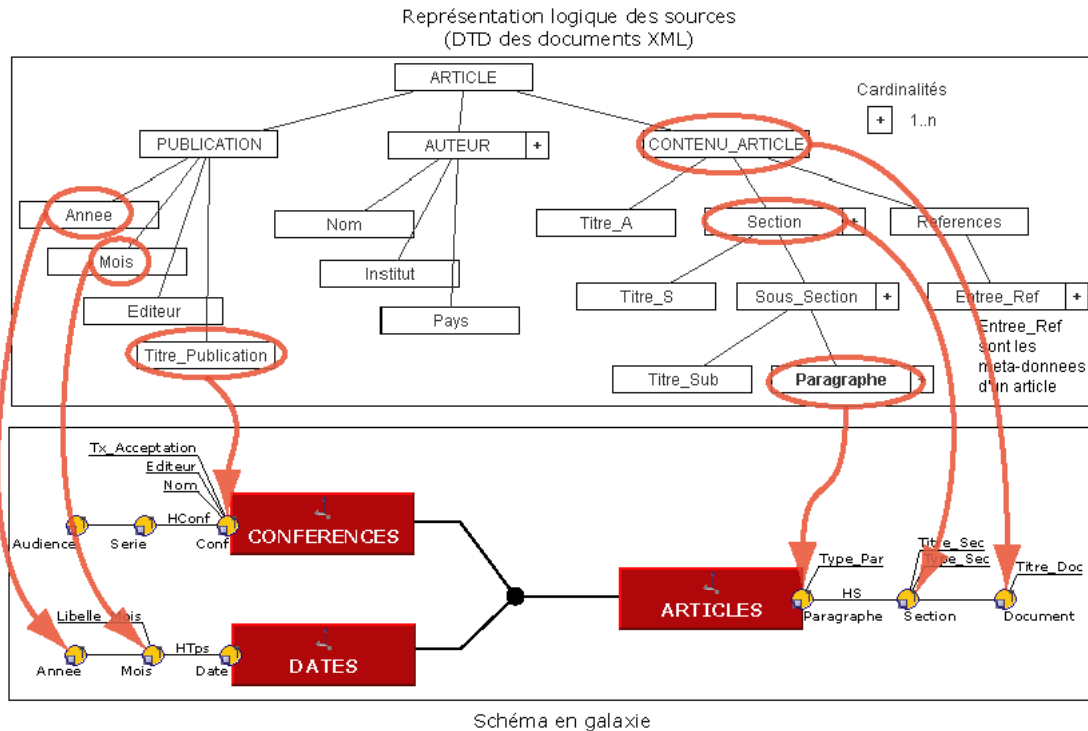 Représentation logique des sources
(DTD des documents XML)
ARTICLE
Cardinalités
+ 1..n
PUBLICATION
AUTEUR +
CONTENU_ARTICLE
Annee
Nom
Titre_A
Section +
References
Mois
Institut
Titre_S
Sous_Section +
Entree_Ref +
Editeur
Pays
Entree_Ref
sont les
meta-donnees
d'un article
Titre_Publication
Titre_Sub
Paragraphe +
Tx_Acceptation
Editeur
Nom
HConf
CONFERENCES
Audience
Serie
Conf
Titre_Sec
Type_Par
Type_Sec
Titre_Doc
HS
ARTICLES
Paragraphe
Section
Document
Libelle_Mois
HTps
DATES
Annee
Mois
Date
Schéma en galaxie